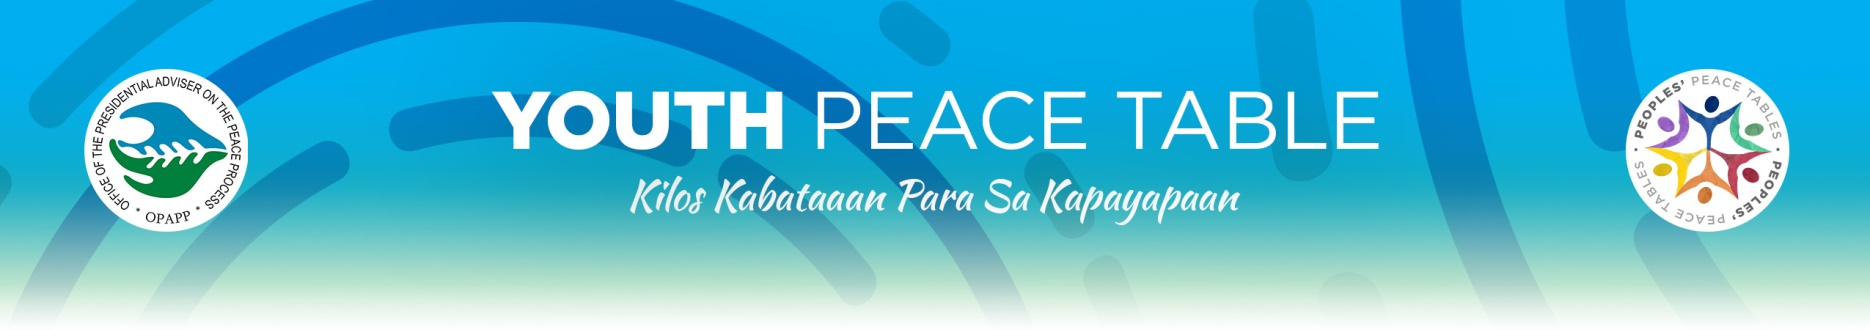 OFFICE OF THE PRESIDENTIAL ADVISER ON THE PEACE PROCESS
• OPAPP •
YOUTH PEACE TABLE
Kilos Kabataaan Para Sa Kapayapaan
• PEOPLES' PEACE TABLES
• PEOPLES' PEACE TABLES